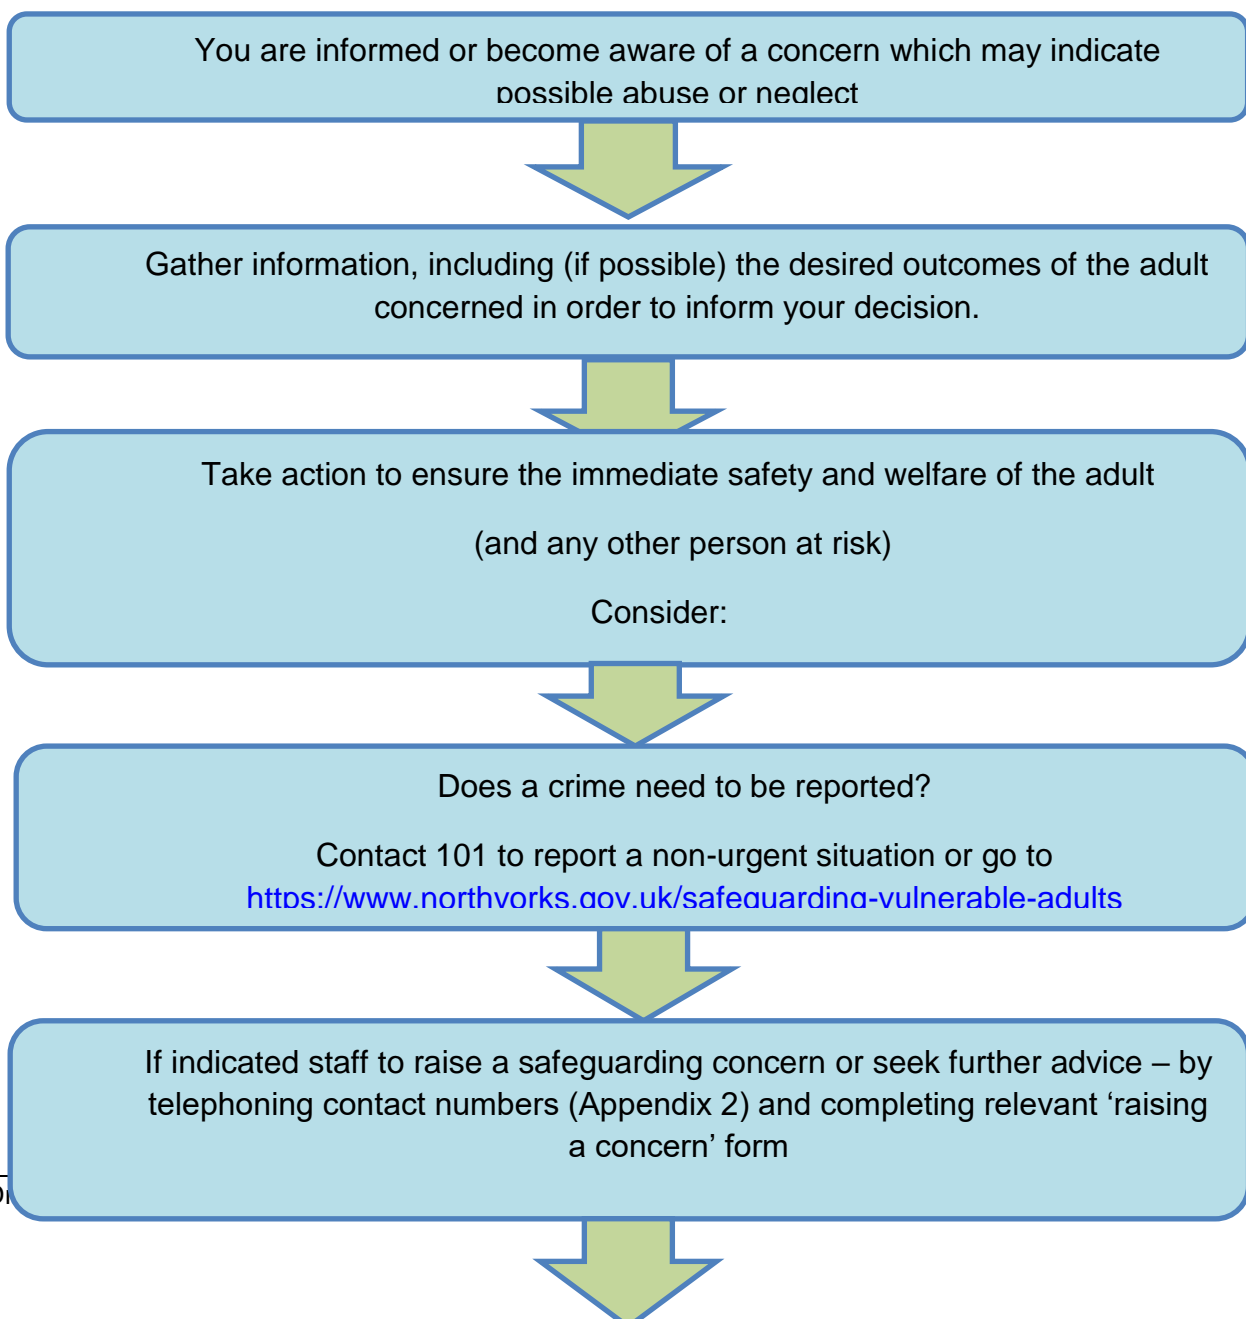 You are informed or become aware of a concern which may indicate
possible abuse or neglect
Gather information, including (if possible) the desired outcomes of the adult
concerned in order to inform your decision.
Take action to ensure the immediate safety and welfare of the adult
(and any other person at risk)
Consider:
Does a crime need to be reported?
Contact 101 to report a non-urgent situation or go to
https://www.northyorks.gov.uk/safeguarding-vulnerable-adults
If indicated staff to raise a safeguarding concern or seek further advice – by
telephoning contact numbers (Appendix 2) and completing relevant ‘raising
a concern’ form